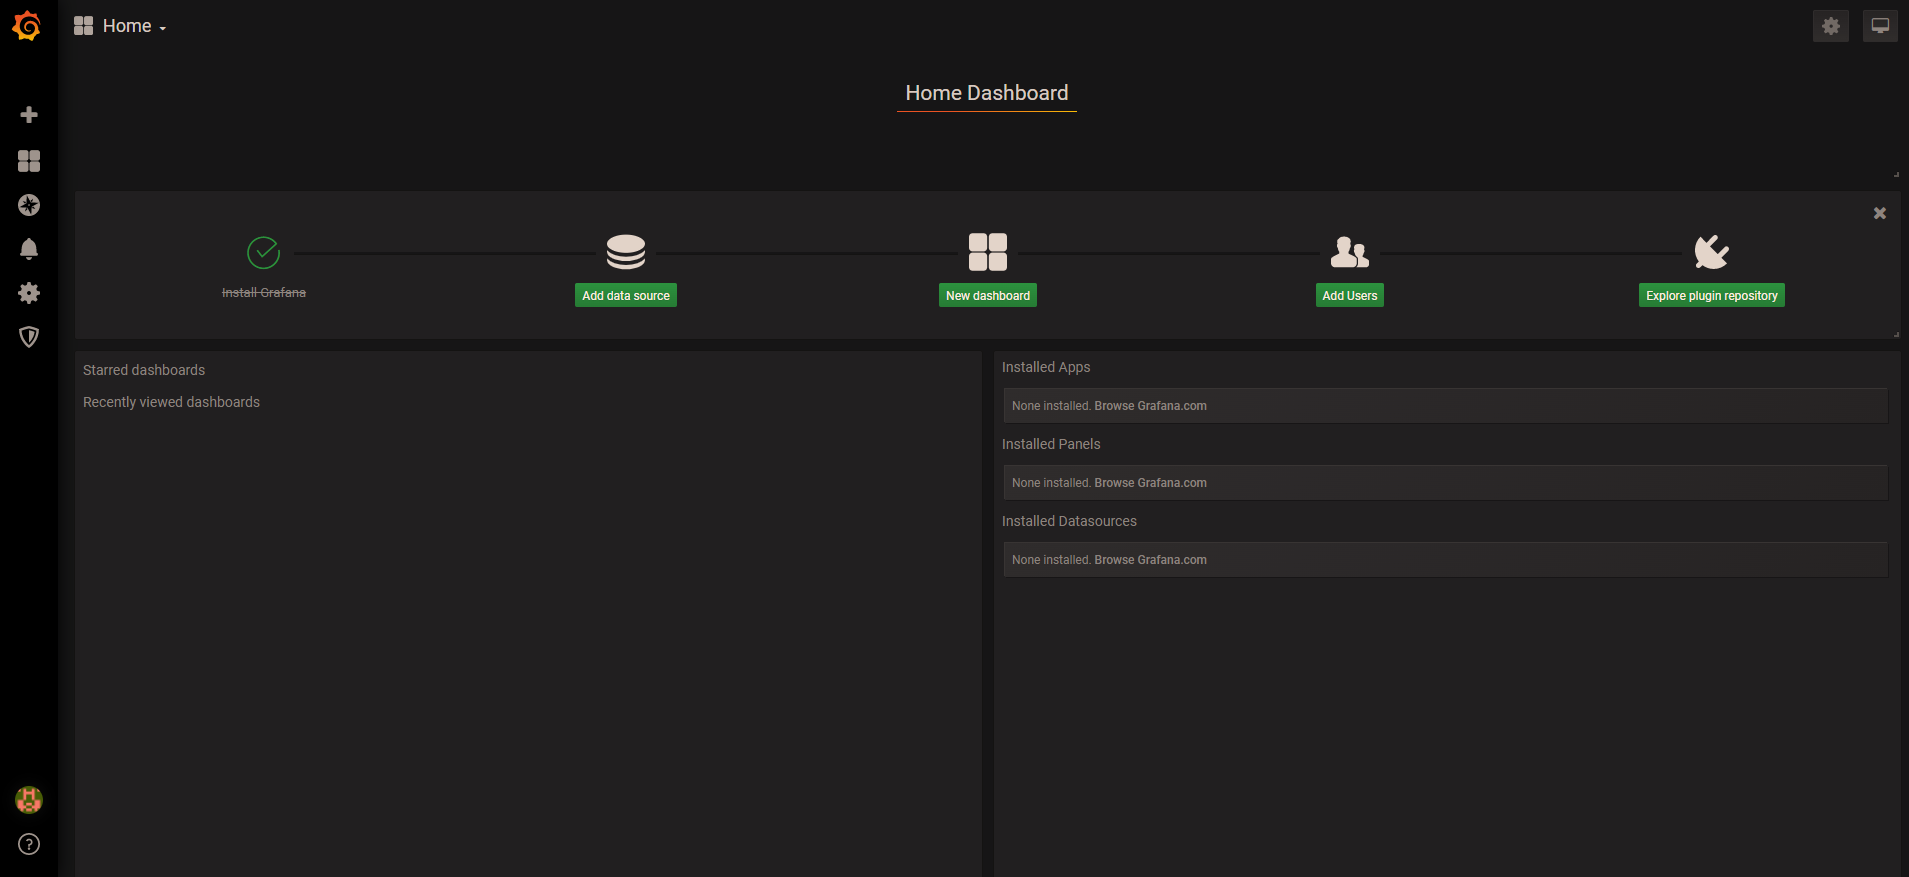 Home
Home Dashboard
Install Grafana
Add data source
New dashboard
Add Users
Explore plugin repository
Starred dashboards
Recently viewed dashboards
Installed Apps
None installed. Browse Grafana.com
Installed Panels
None installed. Browse Grafana.com
Installed Datasources
None installed. Browse Grafana.com
?